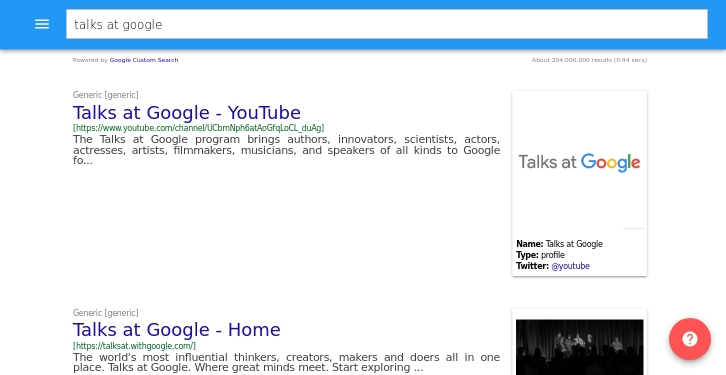 talks at google
Powered by Google Custom Search
About 204,000,000 results (0.44 secs)
Generic [generic]
Talks at Google - YouTube
[https://www.youtube.com/channel/UCbmNph6atAoGfqLoCL_duAg]
The Talks at Google program brings authors, innovators, scientists, actors,
actresses, artists, filmmakers, musicians, and speakers of all kinds to Google
fo...
Talks at Google
Name: Talks at Google
Type: profile
Twitter: @youtube
Generic [generic]
Talks at Google - Home
[https://talksat.withgoogle.com/]
The world's most influential thinkers, creators, makers and doers all in one
place. Talks at Google. Where great minds meet. Start exploring ...
?